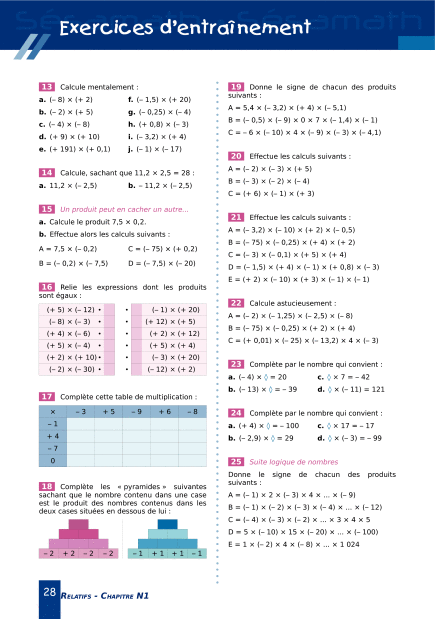 Exercices d'entraînement
13 Calcule mentalement :
a. (– 8) × (+ 2)
b. (– 2) × (+ 5)
c. (– 4) × (– 8)
d. (+ 9) × (+ 10)
e. (+ 191) × (+ 0,1)
f. (– 1,5) × (+ 20)
g. (– 0,25) × (– 4)
h. (+ 0,8) × (– 3)
i. (– 3,2) × (+ 4)
j. (– 1) × (– 17)
14 Calcule, sachant que 11,2 × 2,5 = 28 :
a. 11,2 × (– 2,5)
b. – 11,2 × (– 2,5)
15 Un produit peut en cacher un autre...
a. Calcule le produit 7,5 × 0,2.
b. Effectue alors les calculs suivants :
A = 7,5 × (– 0,2)
C = (– 75) × (+ 0,2)
B = (– 0,2) × (– 7,5)
D = (– 7,5) × (– 20)
16 Relie les expressions dont les produits
sont égaux :
(+ 5) × (– 12) • • (– 1) × (+ 20)
(– 8) × (– 3) • • (+ 12) × (+ 5)
(+ 4) × (– 6) • • (+ 2) × (+ 12)
(+ 5) × (– 4) • • (+ 5) × (+ 4)
(+ 2) × (+ 10) • • (– 3) × (+ 20)
(– 2) × (– 30) • • (– 12) × (+ 2)
17 Complète cette table de multiplication :
× – 3 + 5 – 9 + 6 – 8
– 1
+ 4
– 7
0
18 Complète les « pyramides » suivantes
sachant que le nombre contenu dans une case
est le produit des nombres contenus dans les
deux cases situées en dessous de lui :
– 2 + 2 – 2 – 2
– 1 + 1 + 1 – 1
19 Donne le signe de chacun des produits
suivants :
A = 5,4 × (– 3,2) × (+ 4) × (– 5,1)
B = (– 0,5) × (– 9) × 0 × 7 × (– 1,4) × (– 1)
C = – 6 × (– 10) × 4 × (– 9) × (– 3) × (– 4,1)
20 Effectue les calculs suivants :
A = (– 2) × (– 3) × (+ 5)
B = (– 3) × (– 2) × (– 4)
C = (+ 6) × (– 1) × (+ 3)
21 Effectue les calculs suivants :
A = (– 3,2) × (– 10) × (+ 2) × (– 0,5)
B = (– 75) × (– 0,25) × (+ 4) × (+ 2)
C = (– 3) × (– 0,1) × (+ 5) × (+ 4)
D = (– 1,5) × (+ 4) × (– 1) × (+ 0,8) × (– 3)
E = (+ 2) × (– 10) × (+ 3) × (– 1) × (– 1)
22 Calcule astucieusement :
A = (– 2) × (– 1,25) × (– 2,5) × (– 8)
B = (– 75) × (– 0,25) × (+ 2) × (+ 4)
C = (+ 0,01) × (– 25) × (– 13,2) × 4 × (– 3)
23 Complète par le nombre qui convient :
a. (– 4) × ◊ = 20
c. ◊ × 7 = – 42
b. (– 13) × ◊ = – 39
d. ◊ × (– 11) = 121
24 Complète par le nombre qui convient :
a. (+ 4) × ◊ = – 100
c. ◊ × 17 = – 17
b. (– 2,9) × ◊ = 29
d. ◊ × (– 3) = – 99
25 Suite logique de nombres
Donne le signe de chacun des produits
suivants :
A = (– 1) × 2 × (– 3) × 4 × ... × (– 9)
B = (– 1) × (– 2) × (– 3) × (– 4) × ... × (– 12)
C = (– 4) × (– 3) × (– 2) × ... × 3 × 4 × 5
D = 5 × (– 10) × 15 × (– 20) × ... × (– 100)
E = 1 × (– 2) × 4 × (– 8) × ... × 1 024
28 Relatifs - Chapitre N1